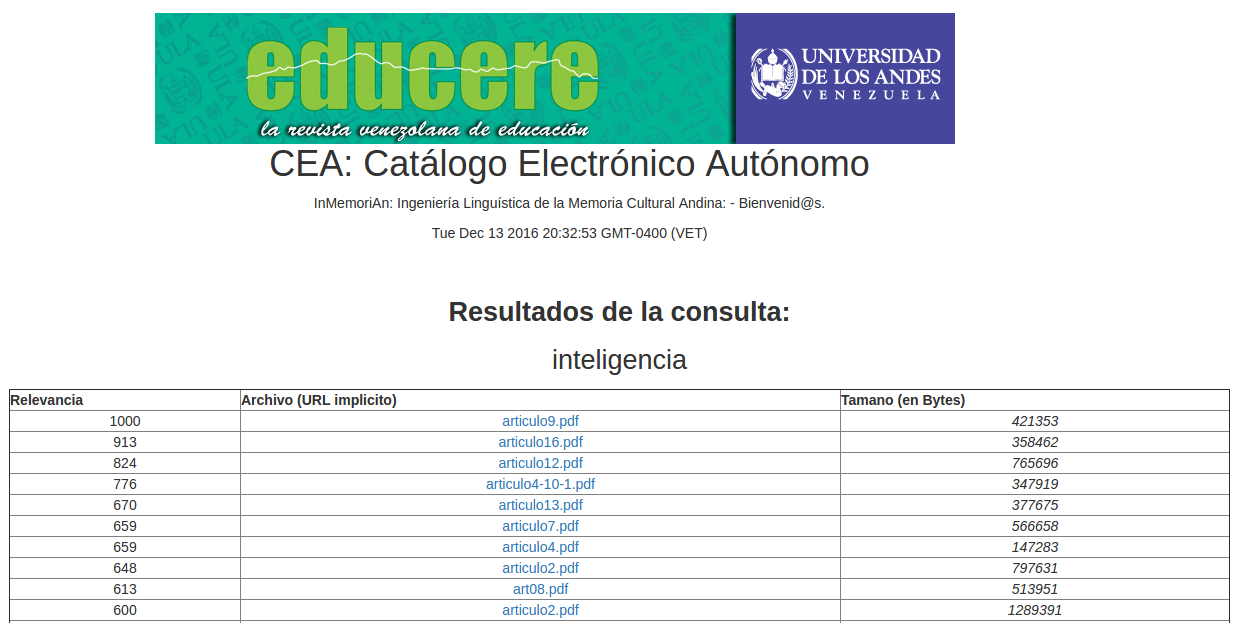 educere
la revista venezolana de educación
UNIVERSIDAD
DE LOS ANDES
VENEZUELA
CEA: Catálogo Electrónico Autónomo
InMemoriAn: Ingeniería Linguística de la Memoria Cultural Andina: - Bienvenid@s.
Tue Dec 13 2016 20:32:53 GMT-0400 (VET)
Resultados de la consulta:
inteligencia
Relevancia Archivo (URL implicito) Tamano (en Bytes)
1000 articulo9.pdf 421353
913 articulo16.pdf 358462
824 articulo12.pdf 765696
776 articulo4-10-1.pdf 347919
670 articulo13.pdf 377675
659 articulo7.pdf 566658
659 articulo4.pdf 147283
648 articulo2.pdf 797631
613 art08.pdf 513951
600 articulo2.pdf 1289391